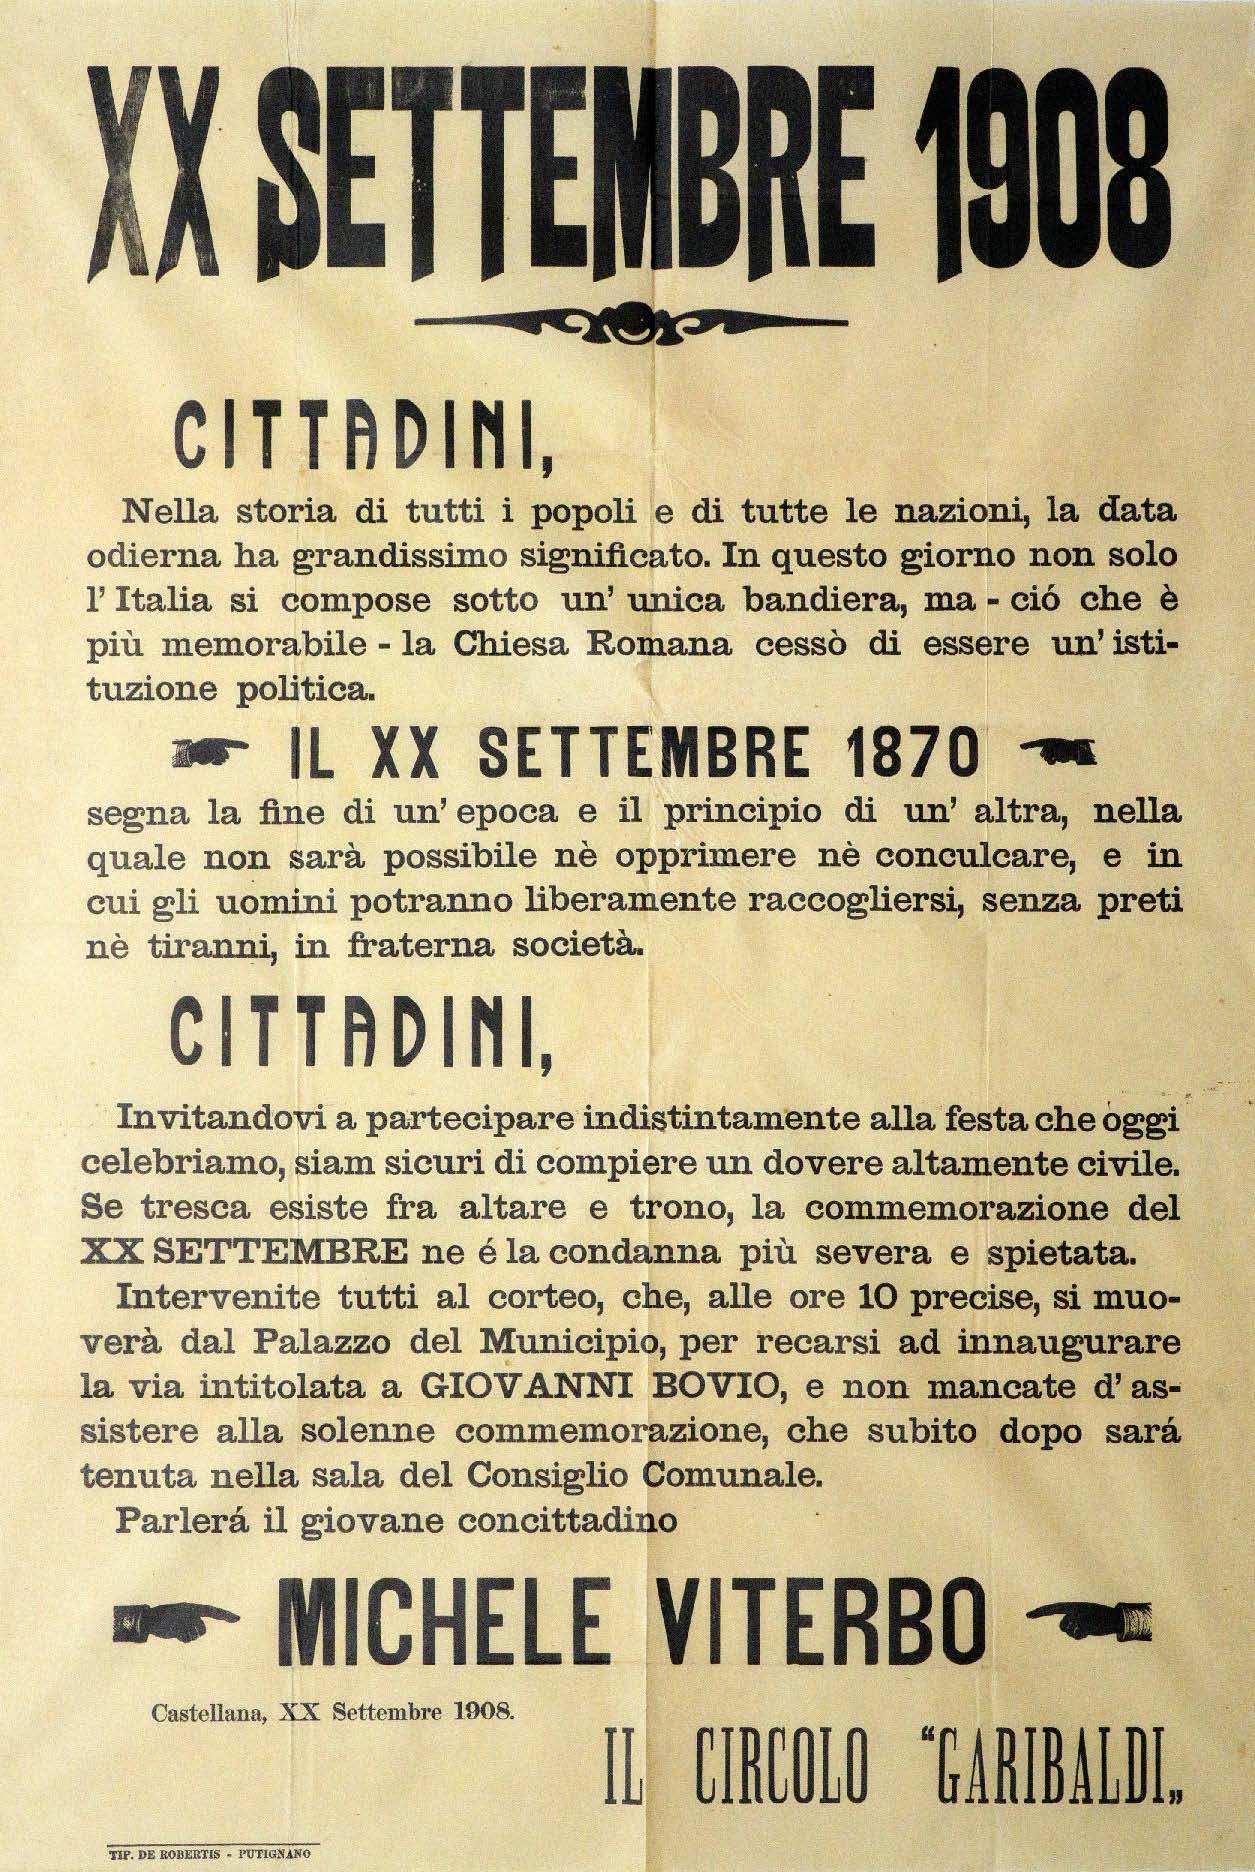 XX SETTEMBRE 1908
CITTADINI,
Nella storia di tutti i popoli e di tutte le nazioni, la data
odierna ha grandissimo significato. In questo giorno non solo
l' Italia si compose sotto un' unica bandiera, ma - ció che è
più memorabile - la Chiesa Romana cessò di essere un' isti-
tuzione politica.
IL XX SETTEMBRE 1870
segna la fine di un' epoca e il principio di un' altra, nella
quale non sarà possibile nè opprimere nè conculcare, e in
cui gli uomini potranno liberamente raccogliersi, senza preti
nè tiranni, in fraterna società.
CITTADINI,
Invitandovi a partecipare indistintamente alla festa che oggi
celebriamo, siam sicuri di compiere un dovere altamente civile.
Se tresca esiste fra altare e trono, la commemorazione del
XX SETTEMBRE ne é la condanna più severa e spietata.
Intervenite tutti al corteo, che, alle ore 10 precise, si muo-
verà dal Palazzo del Municipio, per recarsi ad innaugurare
la via intitolata a GIOVANNI BOVIO, e non mancate d' as-
sistere alla solenne commemorazione, che subito dopo sará
tenuta nella sala del Consiglio Comunale.
Parlerá il giovane concittadino
MICHELE VITERBO
Castellana, XX Settembre 1908.
IL CIRCOLO “GARIBALDI„
TIP. DE ROBERTIS - PUTIGNANO